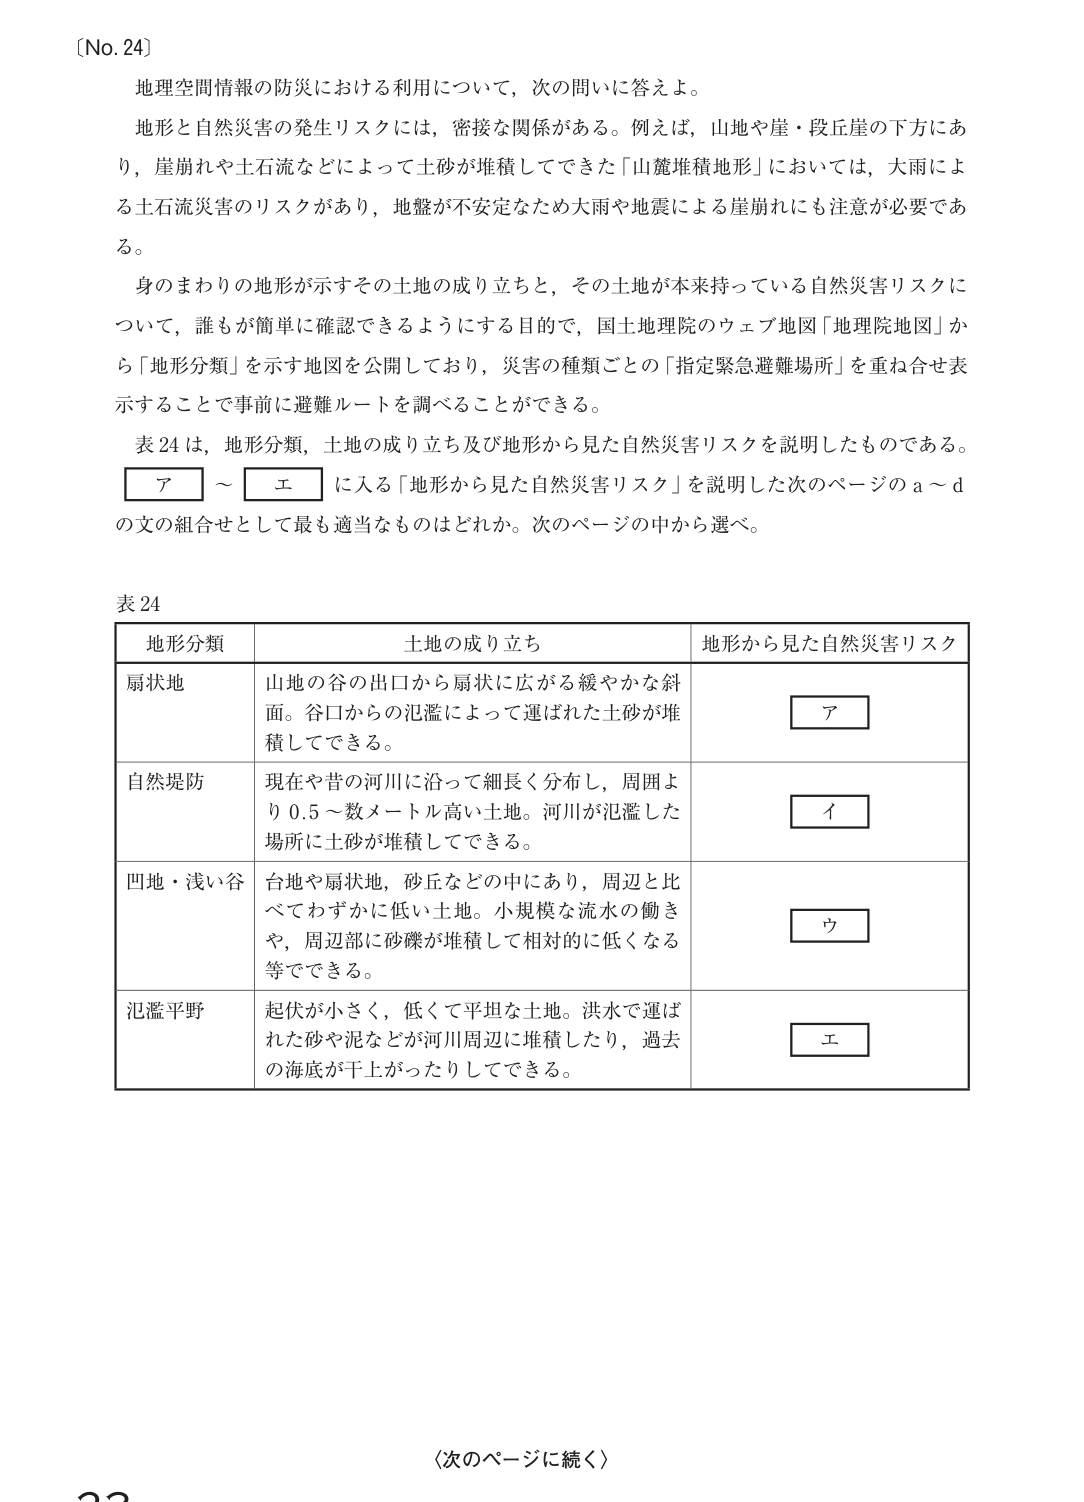 〔No. 24〕
地理空間情報の防災における利用について，次の問いに答えよ。
地形と自然災害の発生リスクには，密接な関係がある。例えば，山地や崖・段丘崖の下方にあ
り，崖崩れや土石流などによって土砂が堆積してできた「山麓堆積地形」においては，大雨によ
る土石流災害のリスクがあり，地盤が不安定なため大雨や地震による崖崩れにも注意が必要であ
る。
身のまわりの地形が示すその土地の成り立ちと，その土地が本来持っている自然災害リスクに
ついて，誰もが簡単に確認できるようにする目的で，国土地理院のウェブ地図「地理院地図」か
ら「地形分類」を示す地図を公開しており，災害の種類ごとの「指定緊急避難場所」を重ね合せ表
示することで事前に避難ルートを調べることができる。
表 24 は，地形分類，土地の成り立ち及び地形から見た自然災害リスクを説明したものである。
ア ～ エ に入る「地形から見た自然災害リスク」を説明した次のページの a ～ d
の文の組合せとして最も適当なものはどれか。次のページの中から選べ。
表 24
地形分類 土地の成り立ち 地形から見た自然災害リスク
扇状地 山地の谷の出口から扇状に広がる緩やかな斜
面。谷口からの氾濫によって運ばれた土砂が堆
積してできる。
ア
自然堤防 現在や昔の河川に沿って細長く分布し，周囲よ
り 0.5 ～数メートル高い土地。河川が氾濫した
場所に土砂が堆積してできる。
イ
凹地・浅い谷 台地や扇状地，砂丘などの中にあり，周辺と比
べてわずかに低い土地。小規模な流水の働き
や，周辺部に砂礫が堆積して相対的に低くなる
等でできる。
ウ
氾濫平野 起伏が小さく，低くて平坦な土地。洪水で運ば
れた砂や泥などが河川周辺に堆積したり，過去
の海底が干上がったりしてできる。
エ
〈次のページに続く〉